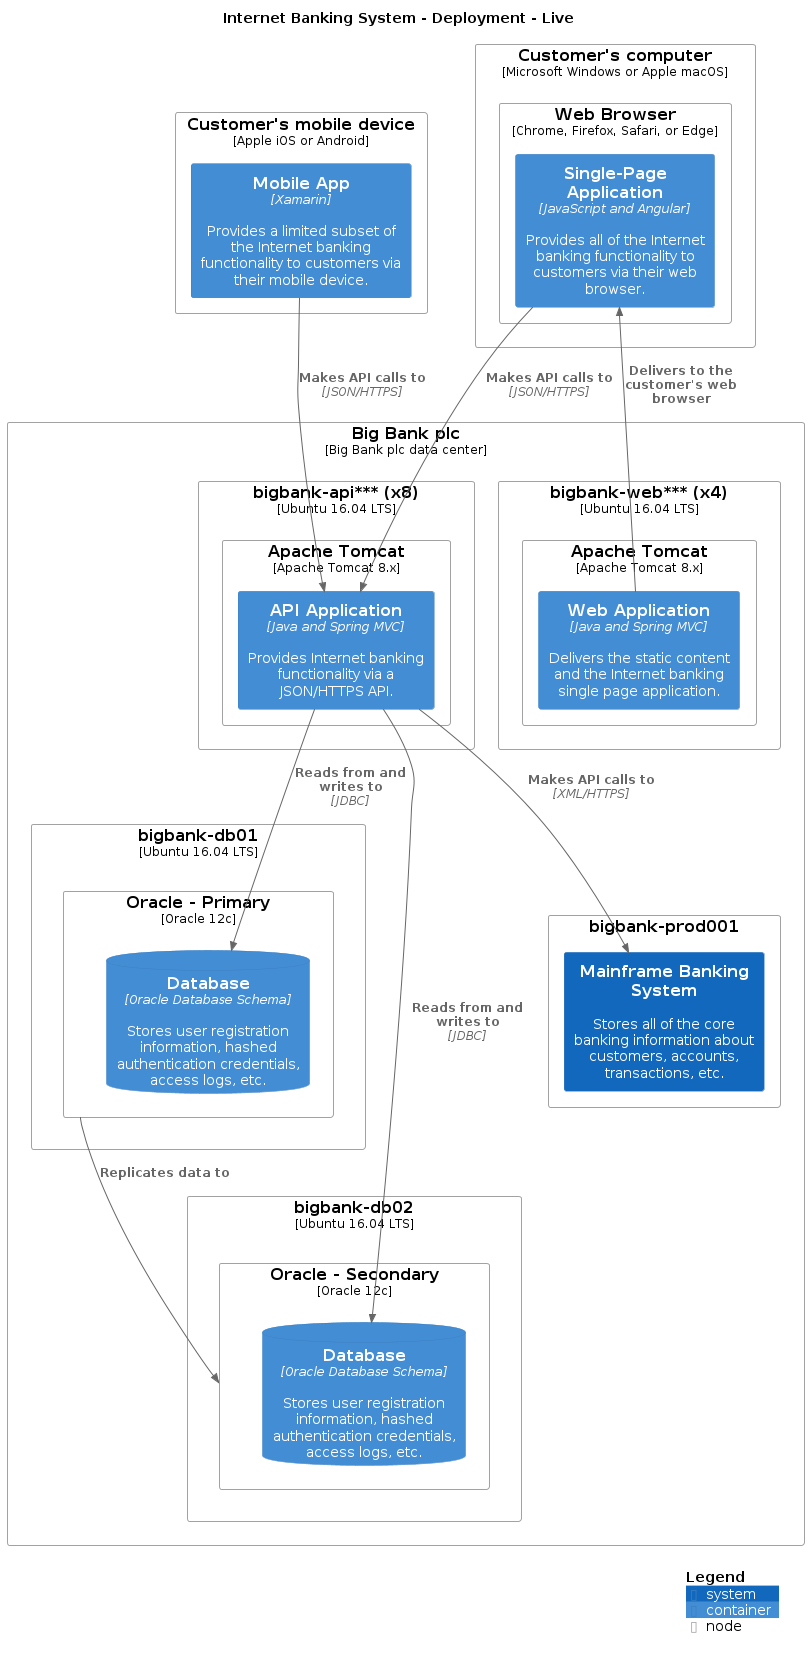 Internet Banking System - Deployment - Live
Customer's computer
[Microsoft Windows or Apple macOS]
Web Browser
[Chrome, Firefox, Safari, or Edge]
Single-Page
Application
[JavaScript and Angular]
Provides all of the Internet
banking functionality to
customers via their web
browser.
Customer's mobile device
[Apple iOS or Android]
Mobile App
[Xamarin]
Provides a limited subset of
the Internet banking
functionality to customers via
their mobile device.
Makes API calls to
[JSON/HTTPS]
Makes API calls to
[JSON/HTTPS]
Delivers to the
customer's web
browser
Big Bank plc
[Big Bank plc data center]
bigbank-api*** (x8)
[Ubuntu 16.04 LTS]
Apache Tomcat
[Apache Tomcat 8.x]
API Application
[Java and Spring MVC]
Provides Internet banking
functionality via a
JSON/HTTPS API.
bigbank-web*** (x4)
[Ubuntu 16.04 LTS]
Apache Tomcat
[Apache Tomcat 8.x]
Web Application
[Java and Spring MVC]
Delivers the static content
and the Internet banking
single page application.
Reads from and
writes to
[JDBC]
Makes API calls to
[XML/HTTPS]
bigbank-db01
[Ubuntu 16.04 LTS]
Oracle - Primary
[Oracle 12c]
Database
[Oracle Database Schema]
Stores user registration
information, hashed
authentication credentials,
access logs, etc.
Reads from and
writes to
[JDBC]
bigbank-prod001
Mainframe Banking
System
Stores all of the core
banking information about
customers, accounts,
transactions, etc.
Replicates data to
bigbank-db02
[Ubuntu 16.04 LTS]
Oracle - Secondary
[Oracle 12c]
Database
[Oracle Database Schema]
Stores user registration
information, hashed
authentication credentials,
access logs, etc.
Legend
system
container
node